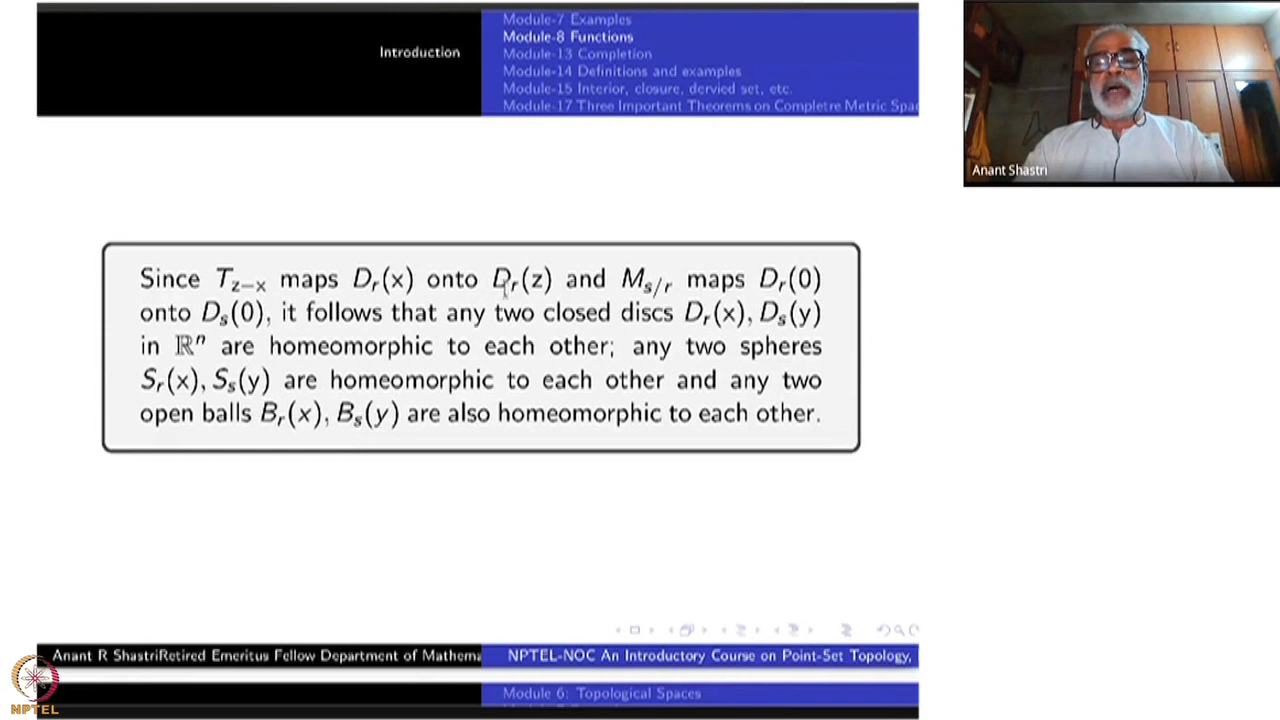 Introduction
Module-7 Examples
Module-8 Functions
Module-13 Completion
Module-14 Definitions and examples
Module-15 Interior, closure, dervied set, etc.
Module-17 Three Important Theorems on Completre Metric Spac
Anant Shastri
Since T_{z−x} maps D_r(x) onto D_r(z) and M_{s/r} maps D_r(0)
onto D_s(0), it follows that any two closed discs D_r(x), D_s(y)
in ℝⁿ are homeomorphic to each other; any two spheres
S_r(x), S_s(y) are homeomorphic to each other and any two
open balls B_r(x), B_s(y) are also homeomorphic to each other.
Anant R ShastriRetired Emeritus Fellow Department of Mathema
NPTEL-NOC An Introductory Course on Point-Set Topology,
Module 6: Topological Spaces
NPTEL